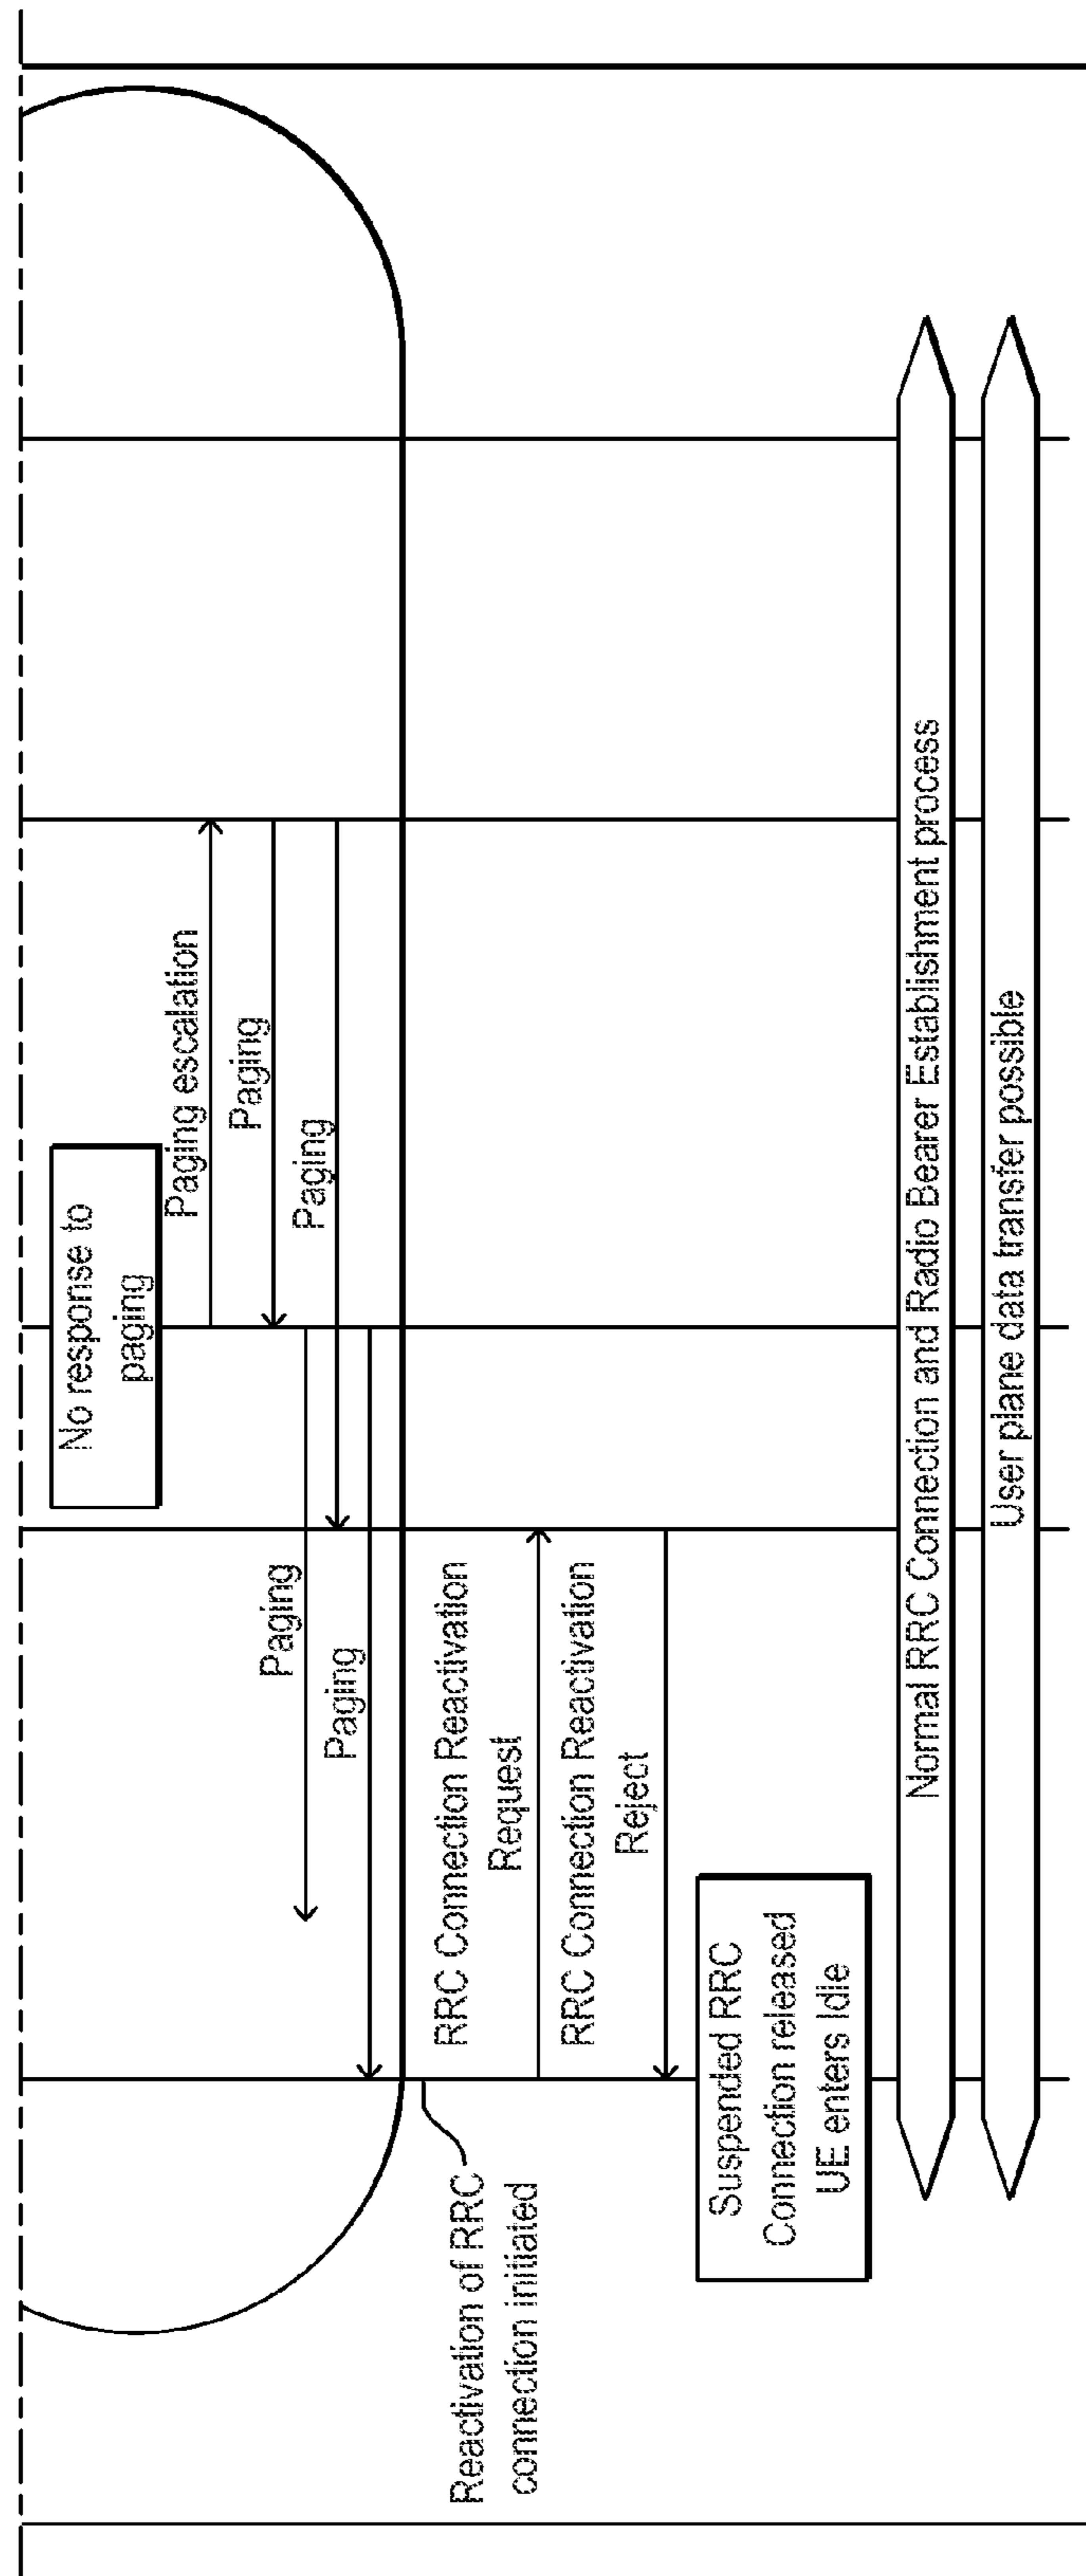 No response to
paging
Paging escalation
Paging
Paging
Paging
Paging
Reactivation of RRC
connection initiated
RRC Connection Reactivation
Request
RRC Connection Reactivation
Reject
Suspended RRC
Connection released
UE enters Idle
Normal RRC Connection and Radio Bearer Establishment process
User plane data transfer possible